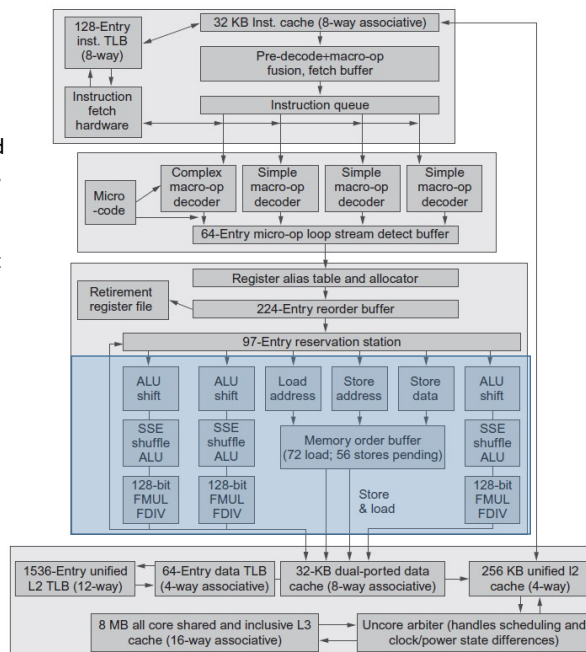 128-Entry
inst. TLB
(8-way)
32 KB Inst. cache (8-way associative)
Pre-decode+macro-op
fusion, fetch buffer
Instruction
fetch
hardware
Instruction queue
d
Micro
-code
Complex
macro-op
decoder
Simple
macro-op
decoder
Simple
macro-op
decoder
Simple
macro-op
decoder
64-Entry micro-op loop stream detect buffer
Register alias table and allocator
Retirement
register file
224-Entry reorder buffer
97-Entry reservation station
ALU
shift
ALU
shift
Load
address
Store
address
Store
data
ALU
shift
SSE
shuffle
ALU
SSE
shuffle
ALU
Memory order buffer
(72 load; 56 stores pending)
SSE
shuffle
ALU
128-bit
FMUL
FDIV
128-bit
FMUL
FDIV
Store
& load
128-bit
FMUL
FDIV
1536-Entry unified
L2 TLB (12-way)
64-Entry data TLB
(4-way associative)
32-KB dual-ported data
cache (8-way associative)
256 KB unified l2
cache (4-way)
8 MB all core shared and inclusive L3
cache (16-way associative)
Uncore arbiter (handles scheduling and
clock/power state differences)